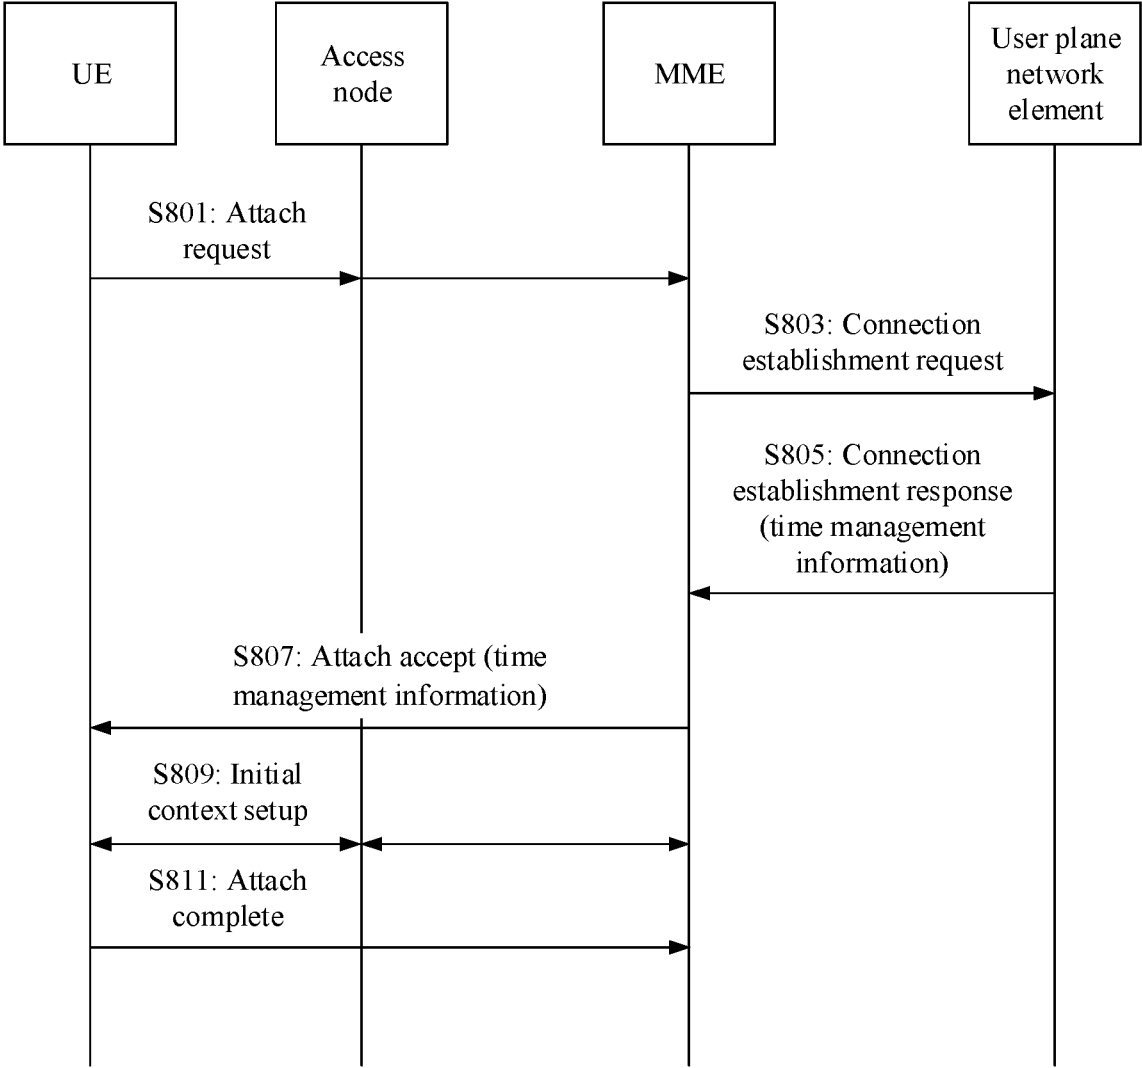 UE
Access
node
MME
User plane
network
element
S801: Attach
request
S803: Connection
establishment request
S805: Connection
establishment response
(time management
information)
S807: Attach accept (time
management information)
S809: Initial
context setup
S811: Attach
complete